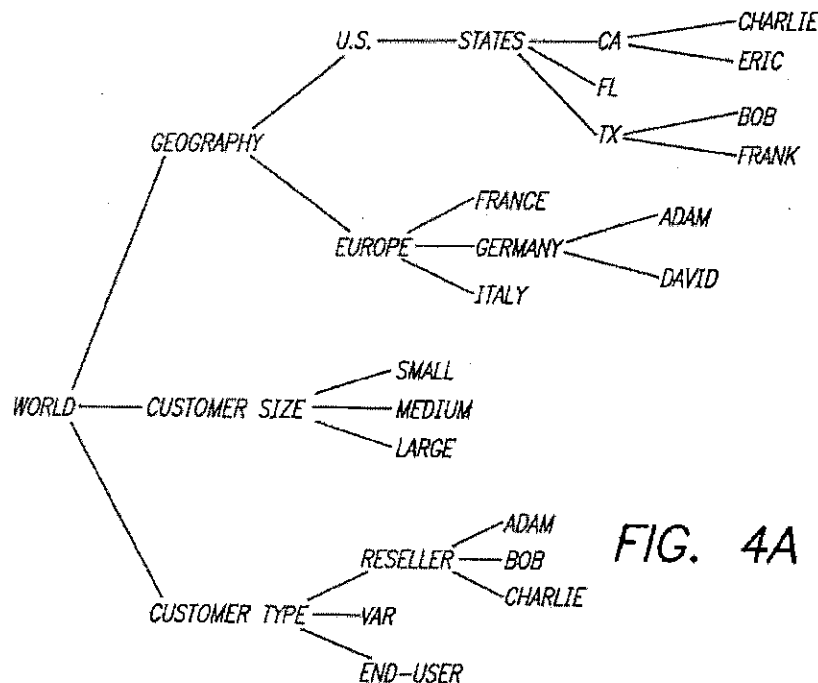 U.S. STATES CA CHARLIE
ERIC
FL
BOB
TX
GEOGRAPHY
FRANK
FRANCE
ADAM
EUROPE GERMANY
DAVID
ITALY
SMALL
WORLD CUSTOMER SIZE MEDIUM
LARGE
ADAM
RESELLER BOB
CHARLIE
CUSTOMER TYPE VAR
END-USER
FIG. 4A